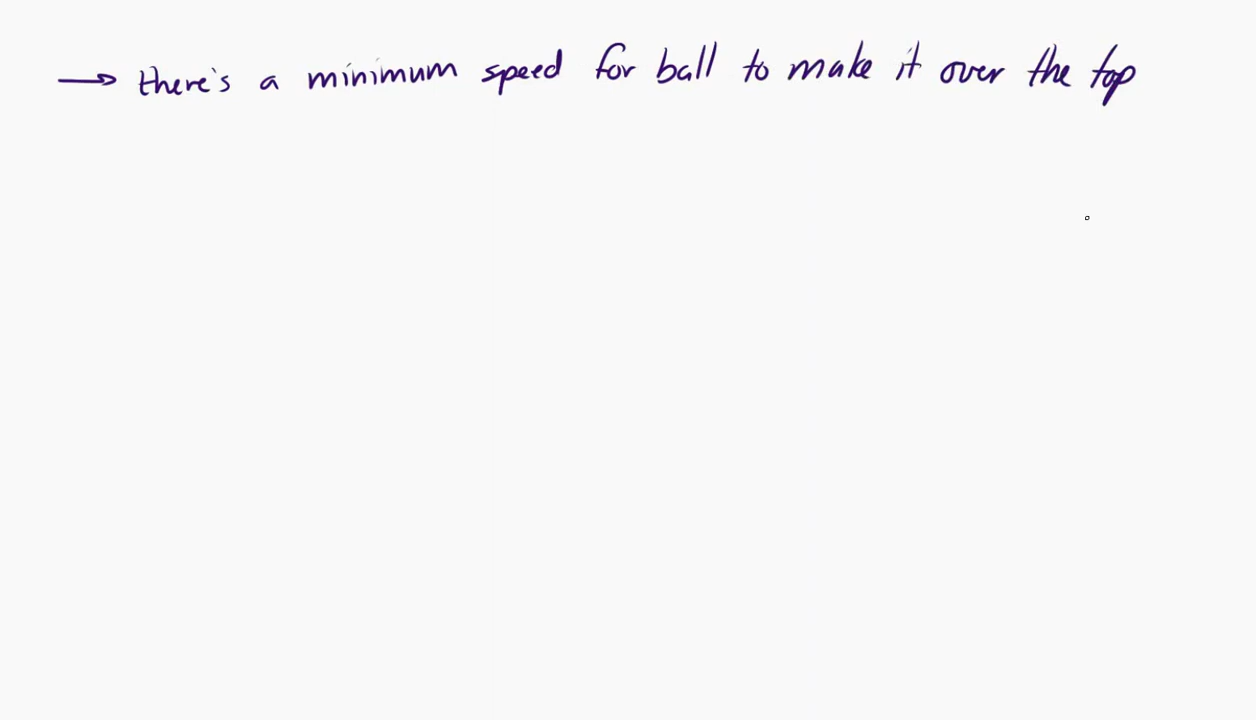 → there's a minimum speed for ball to make it over the top